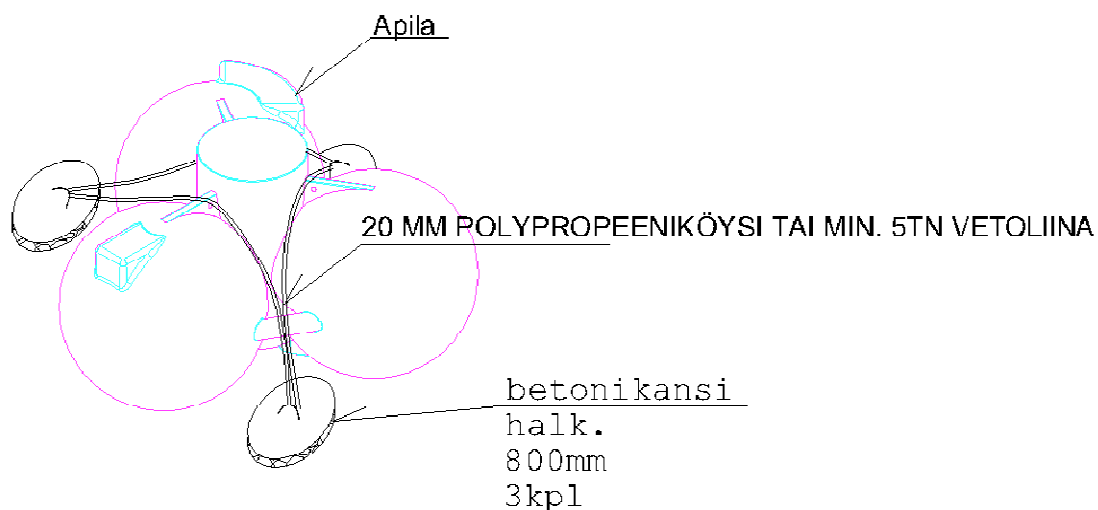 Apila
20 MM POLYPROPEENIKÖYSI TAI MIN. 5TN VETOLIINA
betonikansi
halk.
800mm
3kpl